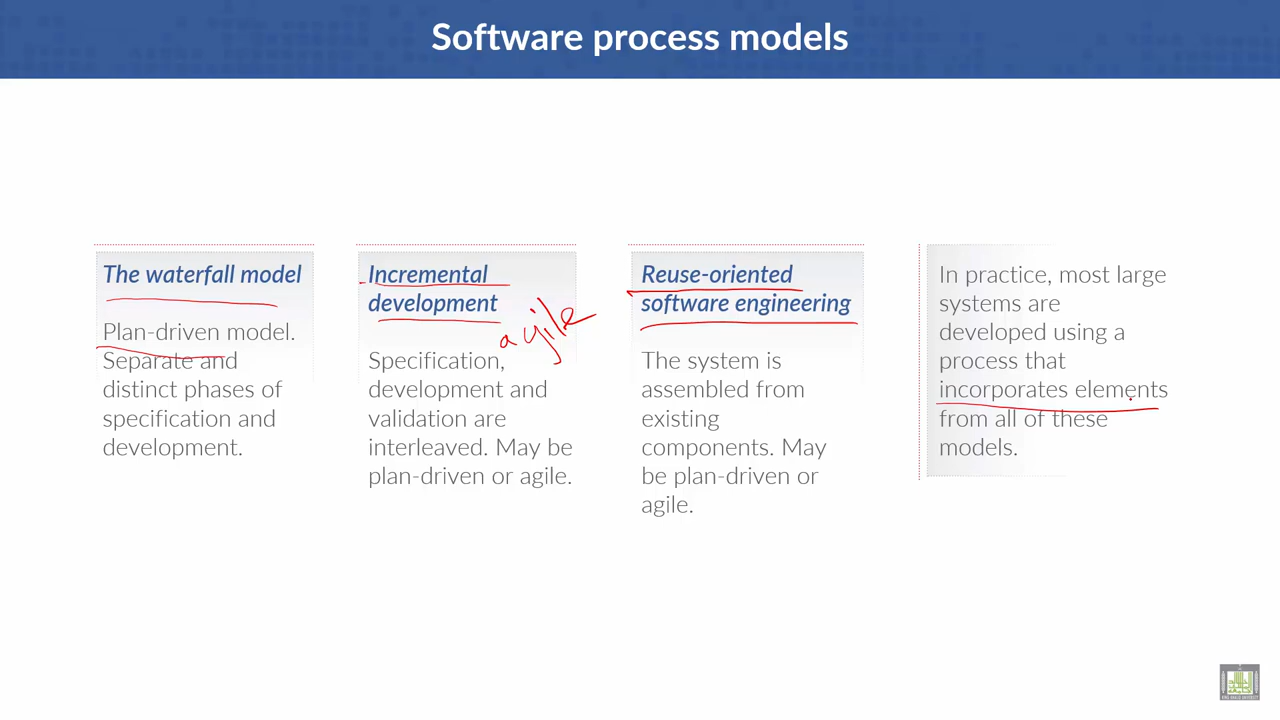 Software process models
The waterfall model
Plan-driven model.
Separate and
distinct phases of
specification and
development.
Incremental
development
agile
Specification,
development and
validation are
interleaved. May be
plan-driven or agile.
Reuse-oriented
software engineering
The system is
assembled from
existing
components. May
be plan-driven or
agile.
In practice, most large
systems are
developed using a
process that
incorporates elements
from all of these
models.